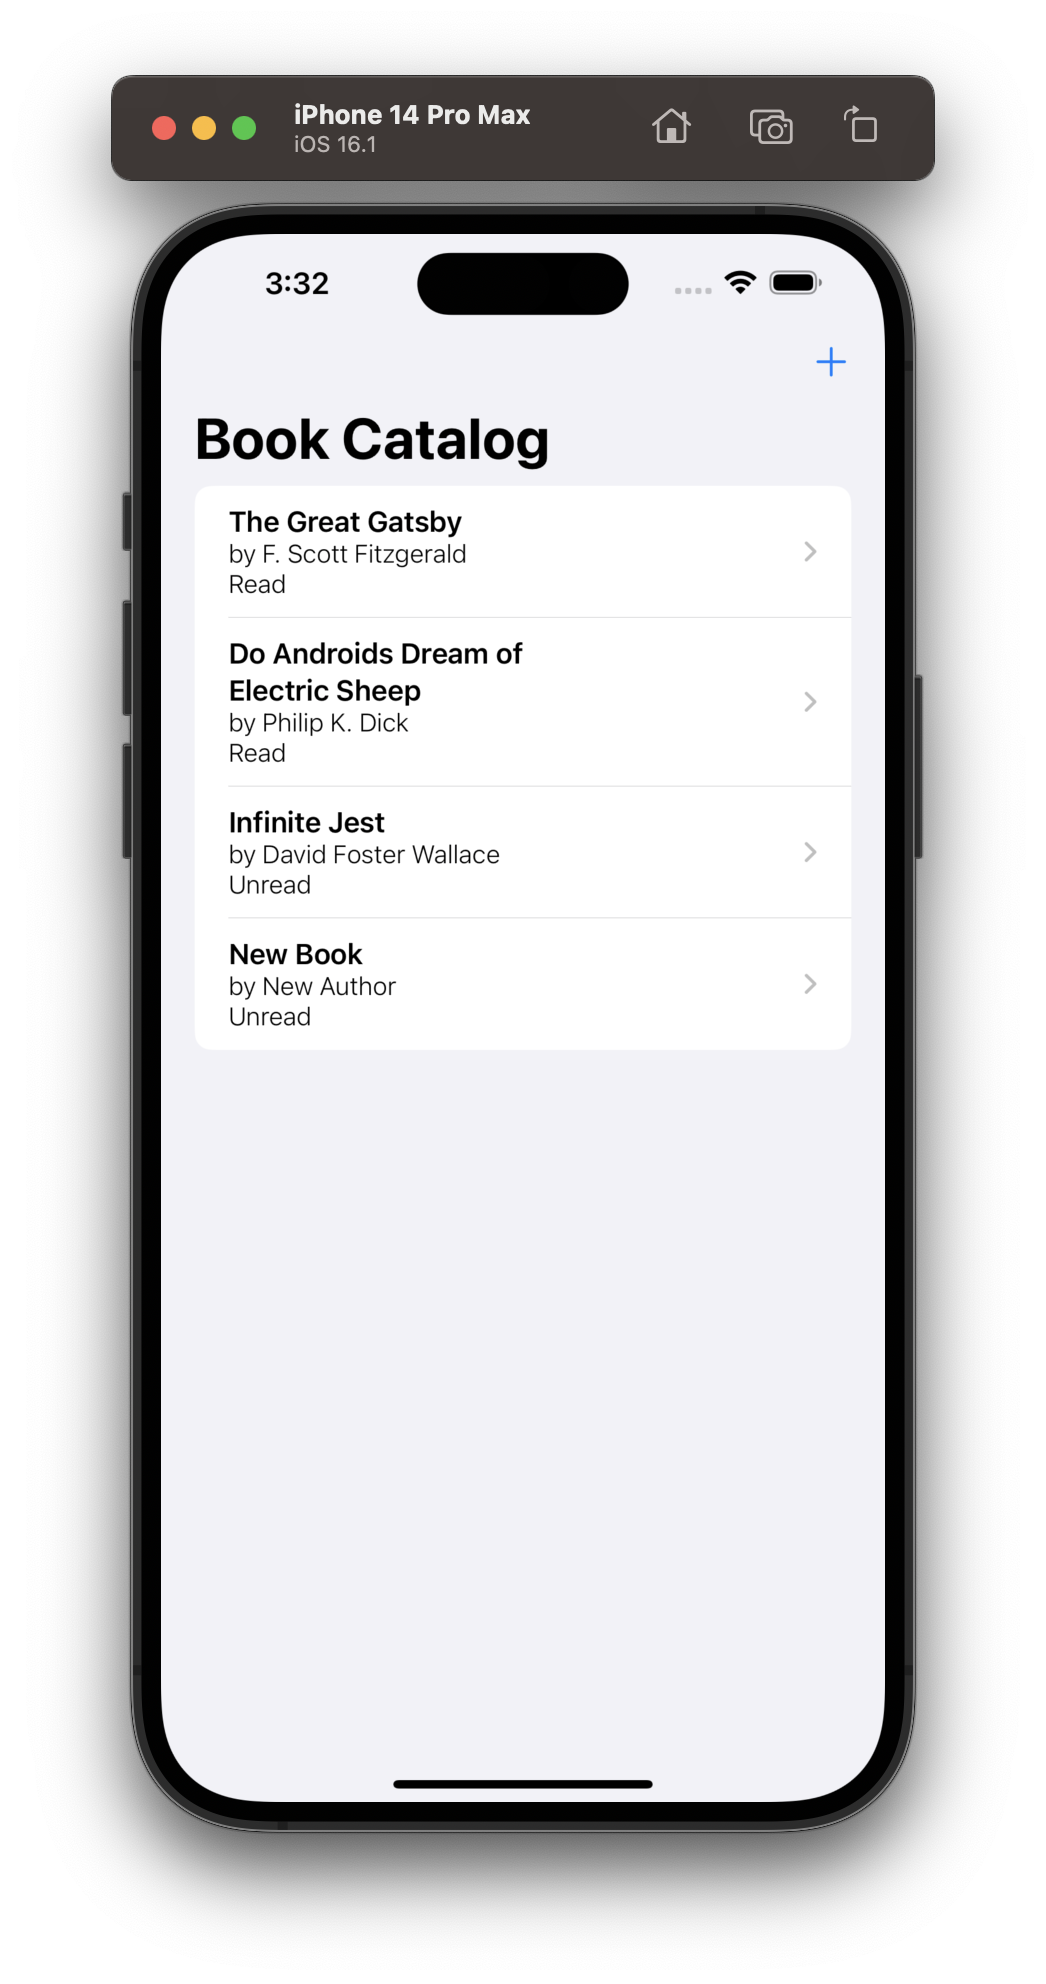 iPhone 14 Pro Max
iOS 16.1
3:32
Book Catalog
The Great Gatsby
by F. Scott Fitzgerald
Read
Do Androids Dream of
Electric Sheep
by Philip K. Dick
Read
Infinite Jest
by David Foster Wallace
Unread
New Book
by New Author
Unread